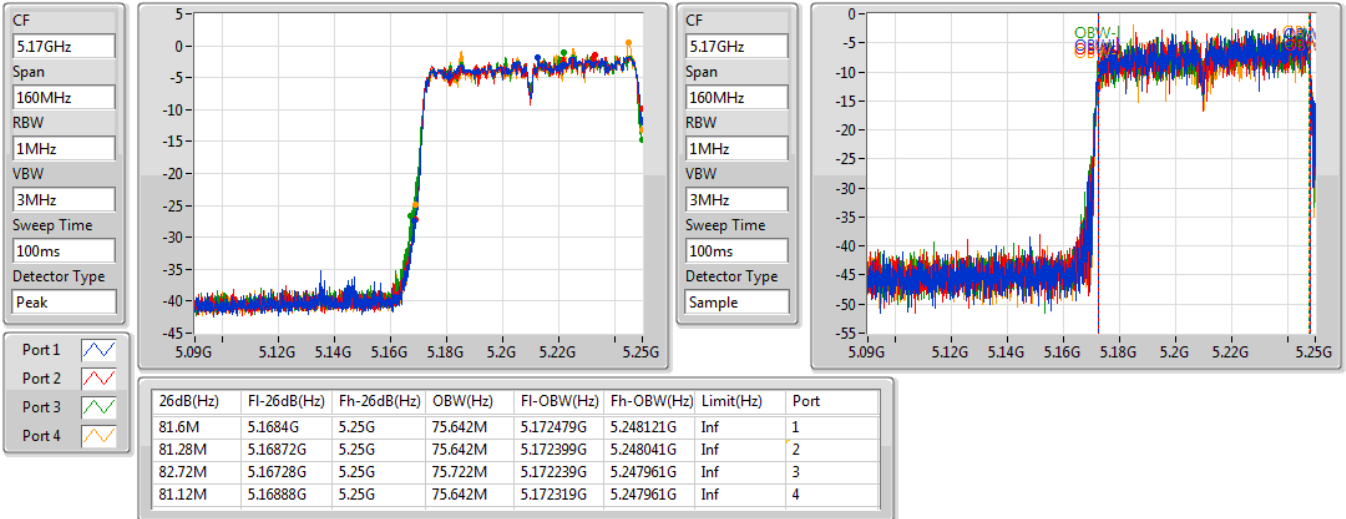 CF
5.17GHz
Span
160MHz
RBW
1MHz
VBW
3MHz
Sweep Time
100ms
Detector Type
Peak
5
0
-5
-10
-15
-20
-25
-30
-35
-40
-45
5.09G 5.12G 5.14G 5.16G 5.18G 5.2G 5.22G 5.25G
CF
5.17GHz
Span
160MHz
RBW
1MHz
VBW
3MHz
Sweep Time
100ms
Detector Type
Sample
0
-5
-10
-15
-20
-25
-30
-35
-40
-45
-50
-55
OBW-l
5.09G 5.12G 5.14G 5.16G 5.18G 5.2G 5.22G 5.25G
Port 1
Port 2
Port 3
Port 4
26dB(Hz) Fl-26dB(Hz) Fh-26dB(Hz) OBW(Hz) Fl-OBW(Hz) Fh-OBW(Hz) Limit(Hz) Port
81.6M 5.1684G 5.25G 75.642M 5.172479G 5.248121G Inf 1
81.28M 5.16872G 5.25G 75.642M 5.172399G 5.248041G Inf 2
82.72M 5.16728G 5.25G 75.722M 5.172239G 5.247961G Inf 3
81.12M 5.16888G 5.25G 75.642M 5.172319G 5.247961G Inf 4